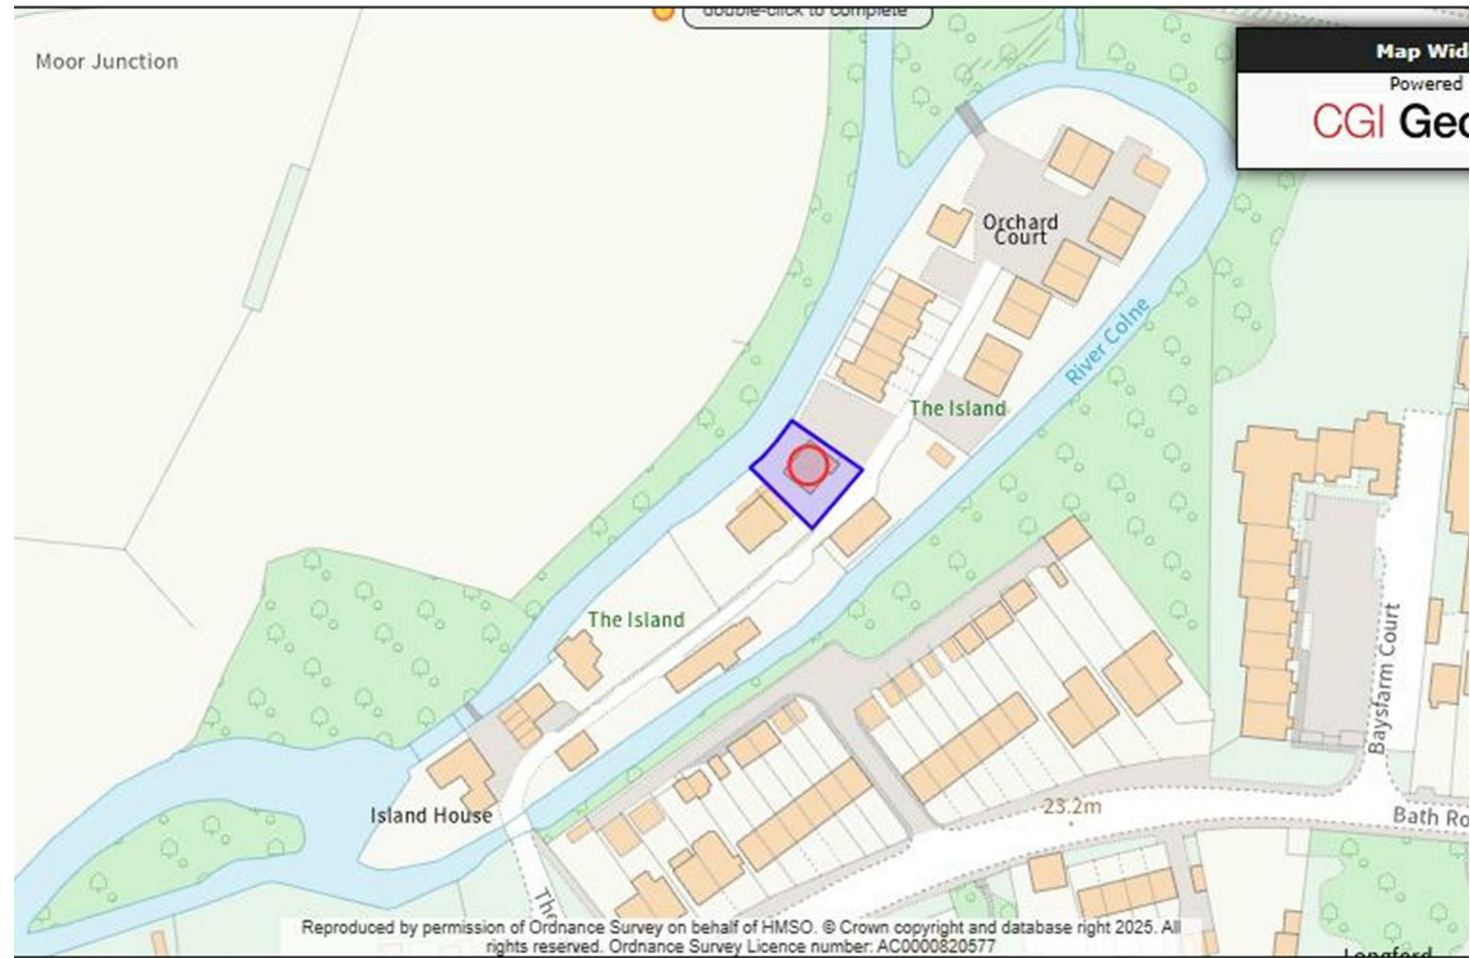 double-click to complete
Moor Junction
Map Wid
Powered
CGI Geo
Orchard
Court
River Colne
The Island
The Island
Baysfarm Court
Island House
23.2m
Bath Ro
The
Reproduced by permission of Ordnance Survey on behalf of HMSO. © Crown copyright and database right 2025. All
rights reserved. Ordnance Survey Licence number: AC0000820577
Longford